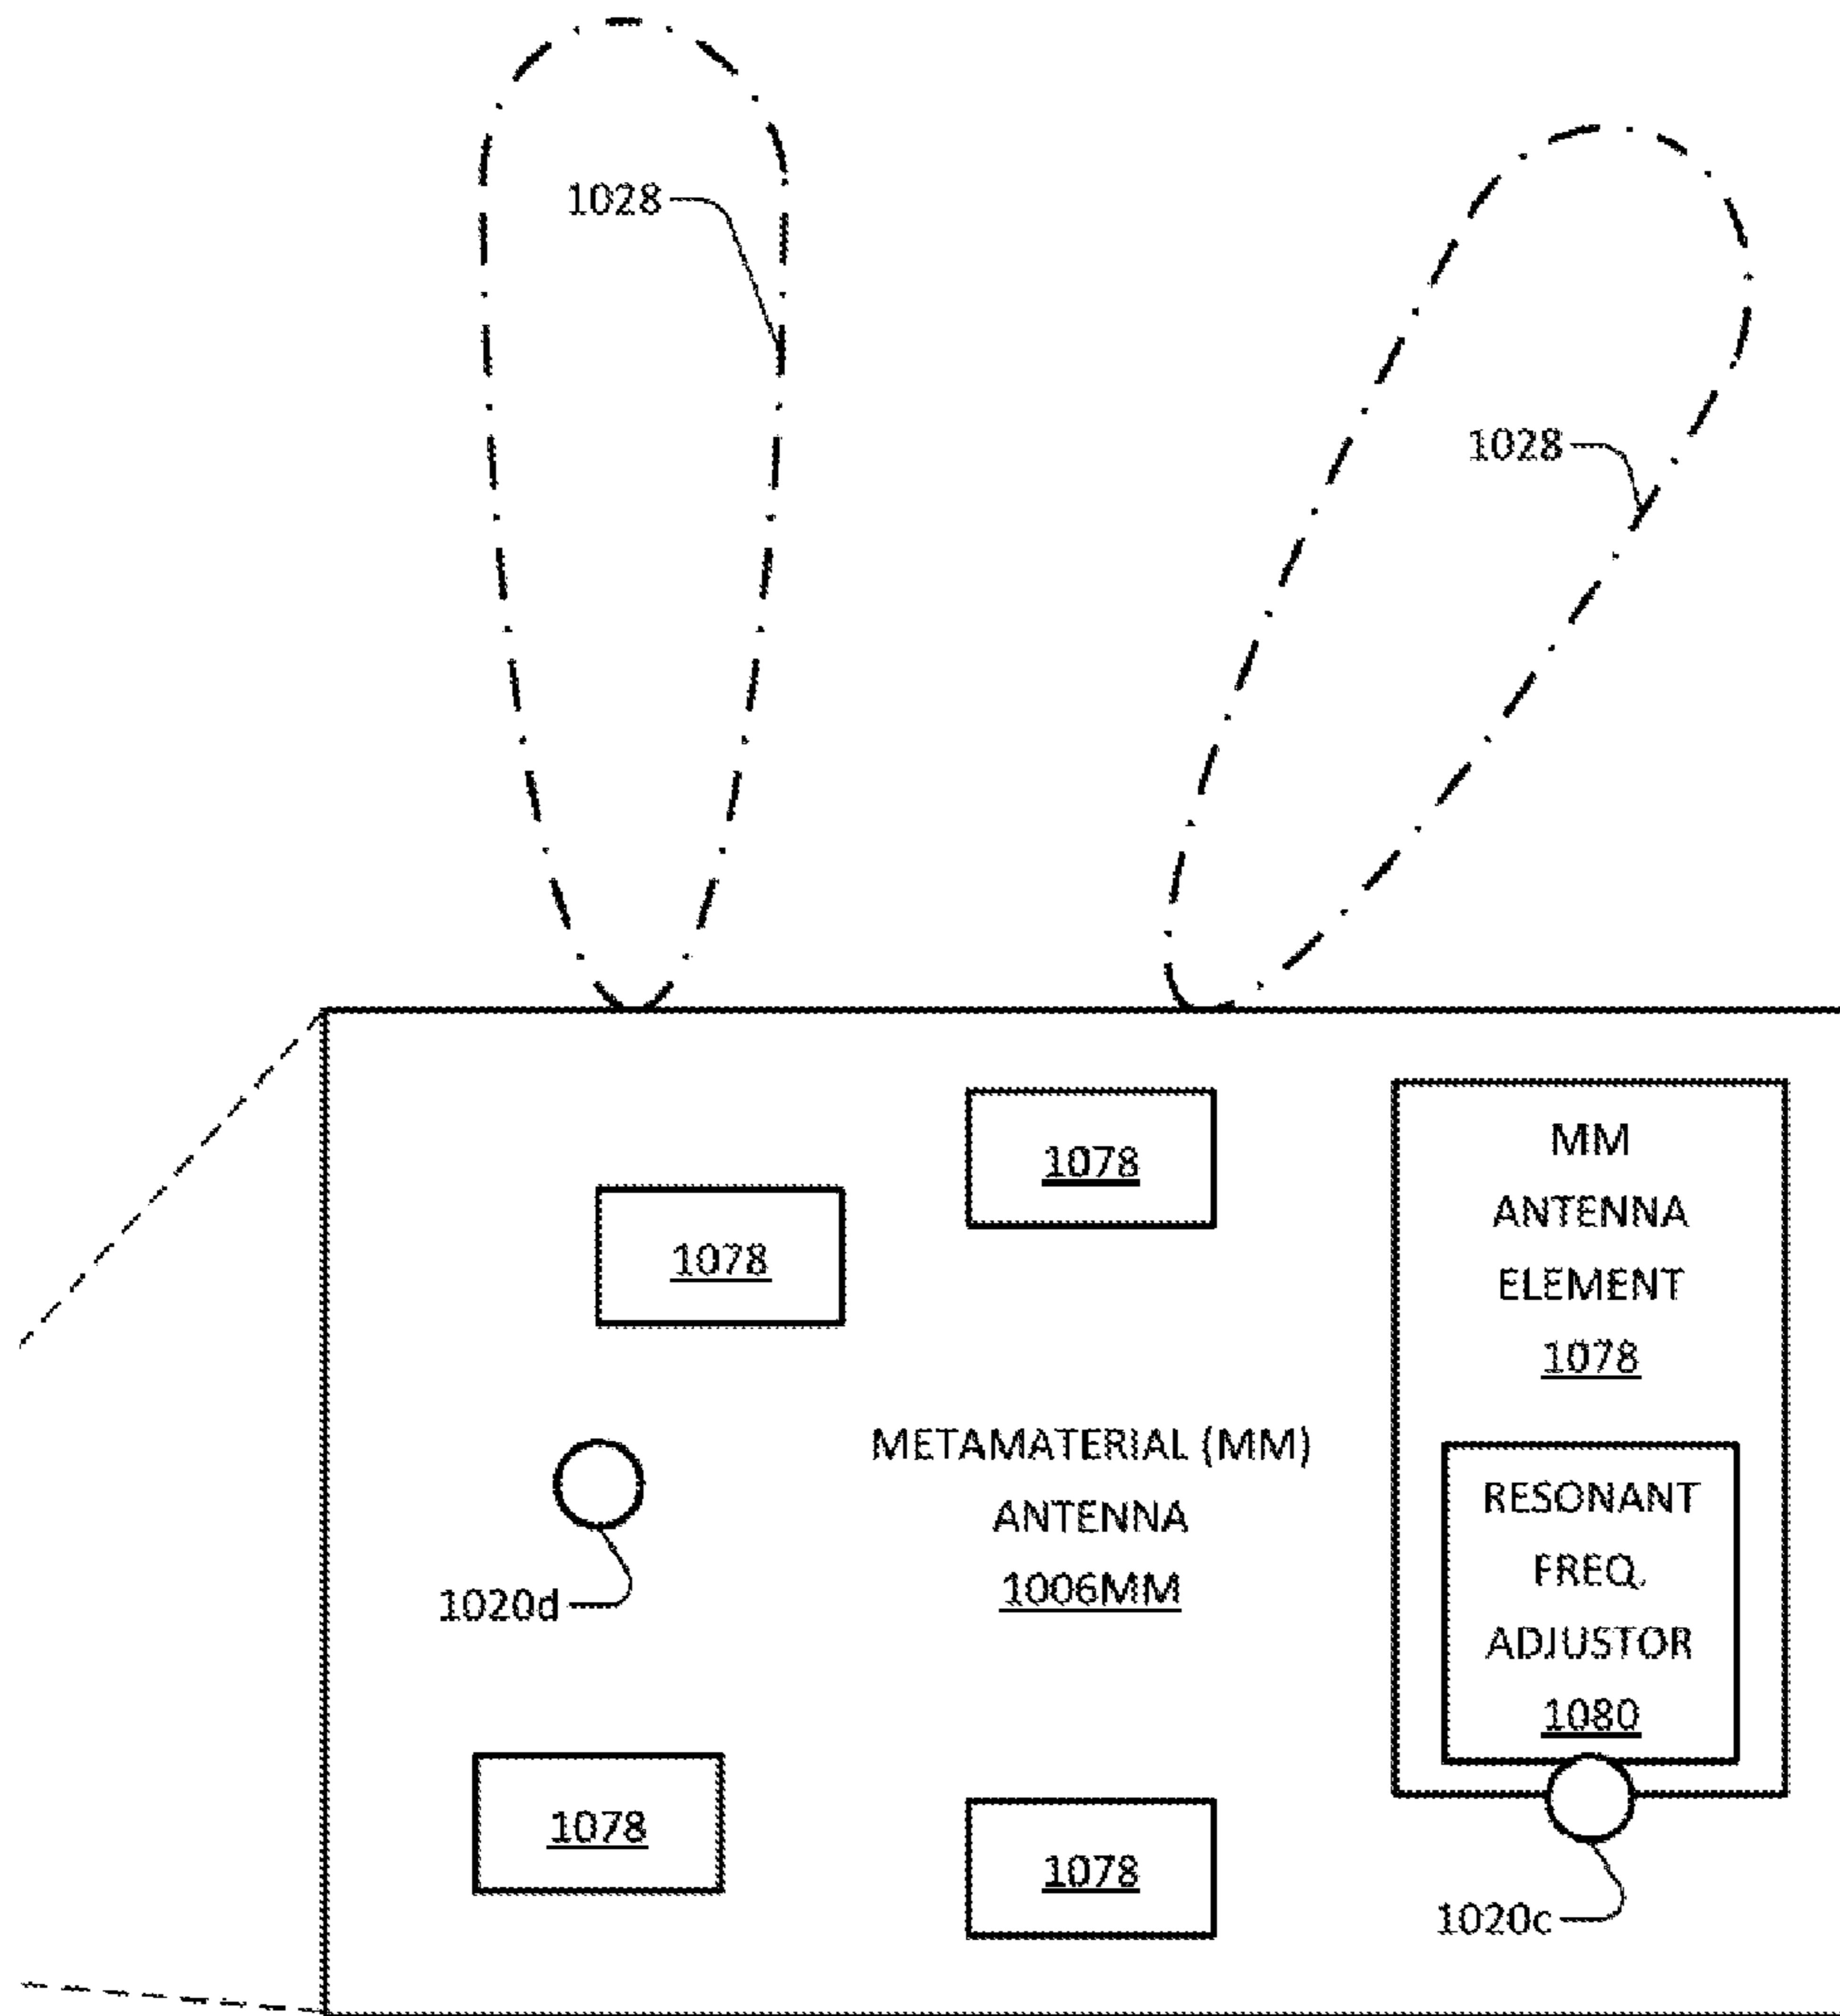 1028
1028
1078
1078
MM
ANTENNA
ELEMENT
1078
METAMATERIAL (MM)
ANTENNA
1006MM
RESONANT
FREQ.
ADJUSTOR
1080
1020d
1078
1078
1020c